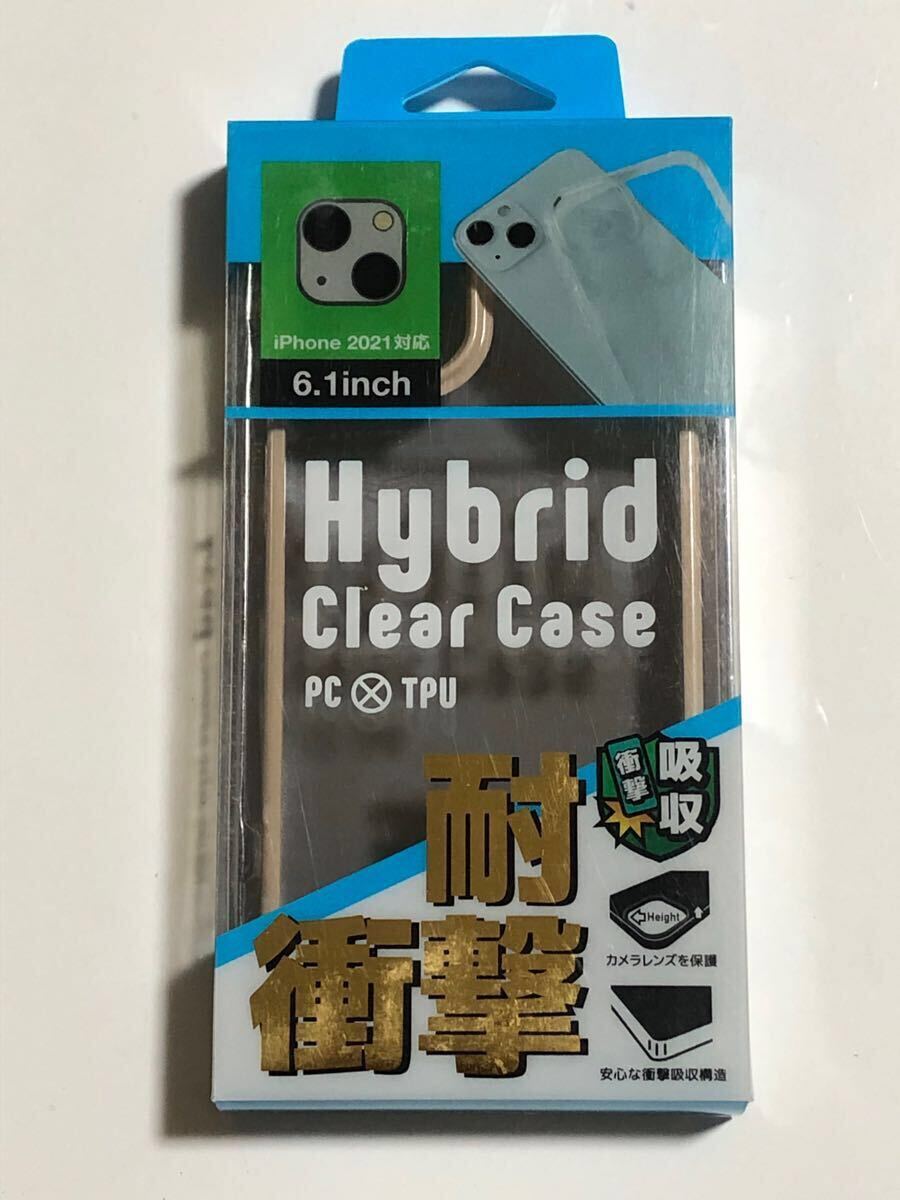 iPhone 2021対応
6.1inch
Hybrid
Clear Case
PC⊗TPU
耐
衝撃
衝撃
吸収
Height
カメラレンズを保護
安心な衝撃吸収構造